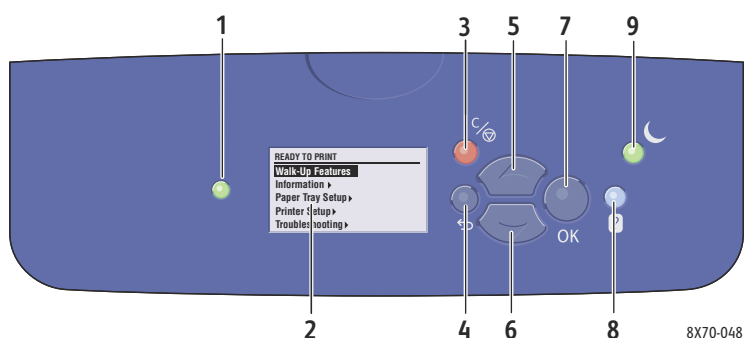 1
3
5
7
9
C/
READY TO PRINT
Walk-Up Features
Information
Paper Tray Setup
Printer Setup
Troubleshooting
OK
?
2
4
6
8
8X70-048